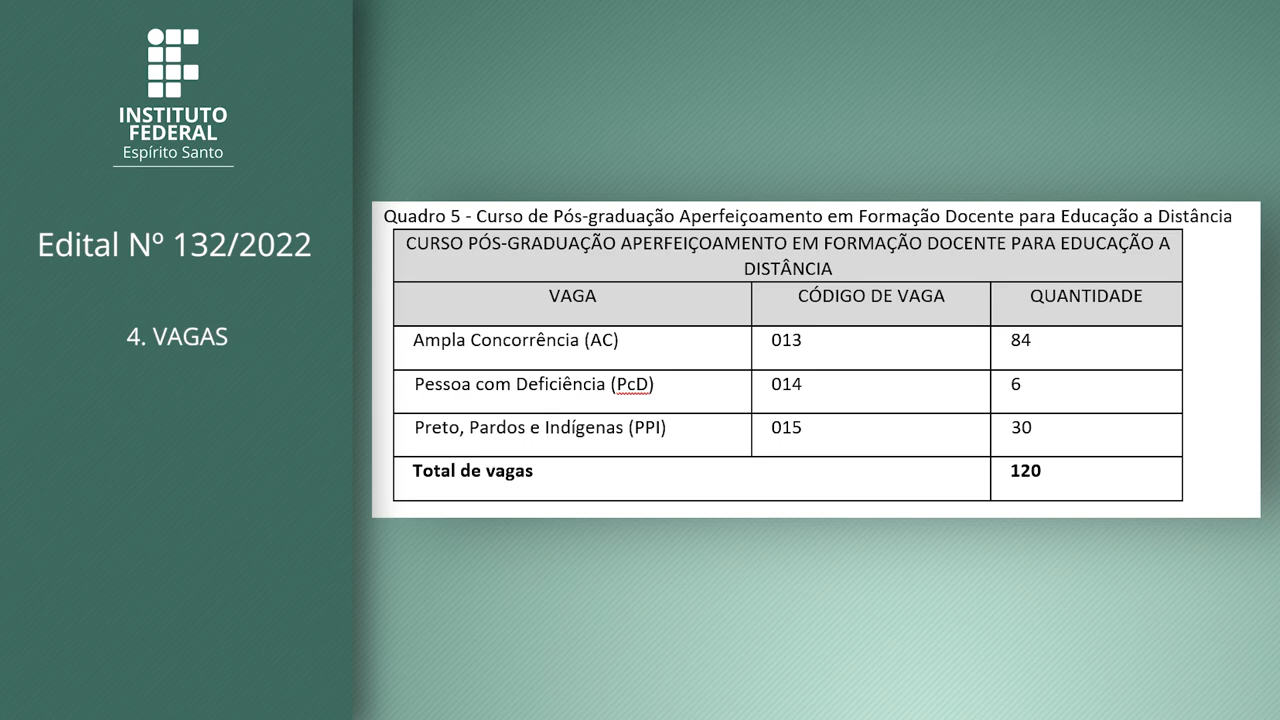 INSTITUTO
FEDERAL
Espírito Santo
Edital Nº 132/2022
4. VAGAS
Quadro 5 - Curso de Pós-graduação Aperfeiçoamento em Formação Docente para Educação a Distância
CURSO PÓS-GRADUAÇÃO APERFEIÇOAMENTO EM FORMAÇÃO DOCENTE PARA EDUCAÇÃO A
DISTÂNCIA
VAGA CÓDIGO DE VAGA QUANTIDADE
Ampla Concorrência (AC) 013 84
Pessoa com Deficiência (PcD) 014 6
Preto, Pardos e Indígenas (PPI) 015 30
Total de vagas 120